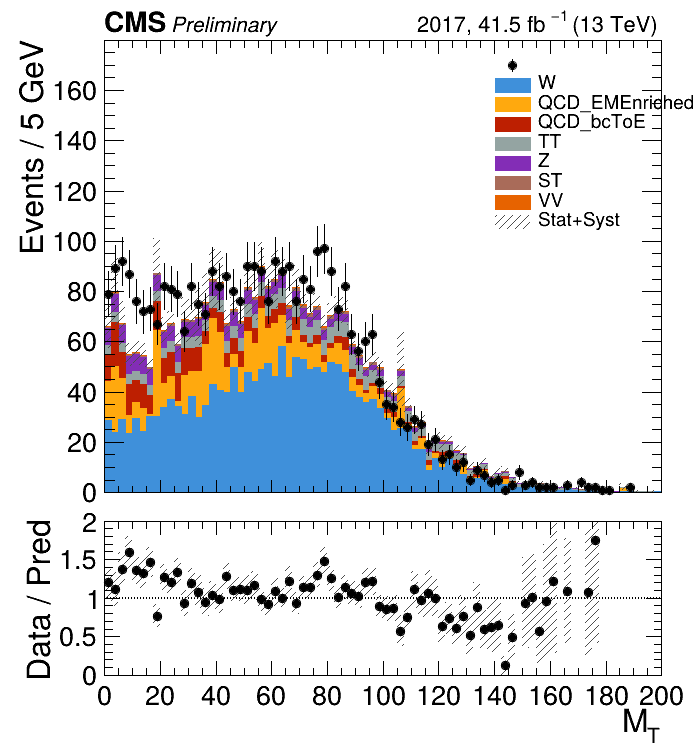 CMS Preliminary 2017, 41.5 fb⁻¹ (13 TeV)
Events / 5 GeV
160
140
120
100
80
60
40
20
0
W
QCD_EMEnriehed
QCD_bcToE
TT
Z
ST
VV
Stat+Syst
Data / Pred
2
1.5
1
0.5
0
0 20 40 60 80 100 120 140 160 180 200
M_T